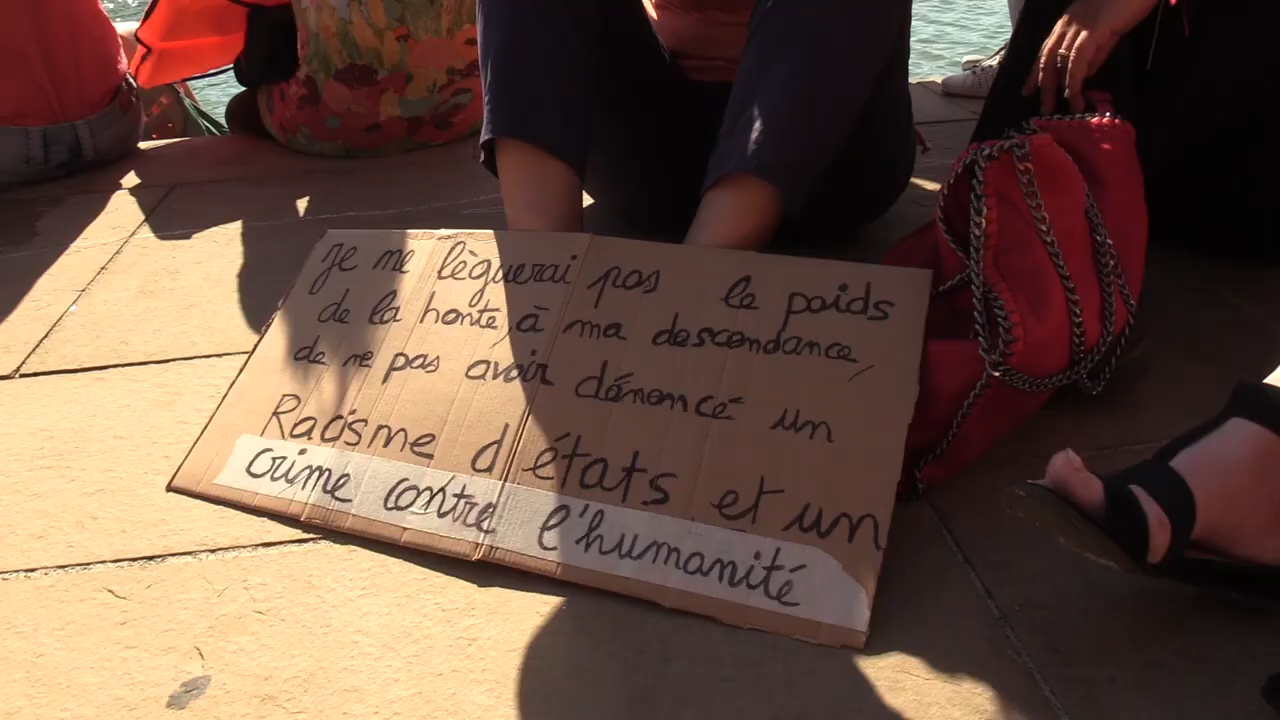 Je ne lèguerai pas le poids
de la honte, à ma descendance,
de ne pas avoir dénoncé un
Racisme d'états et un
crime contre l'humanité